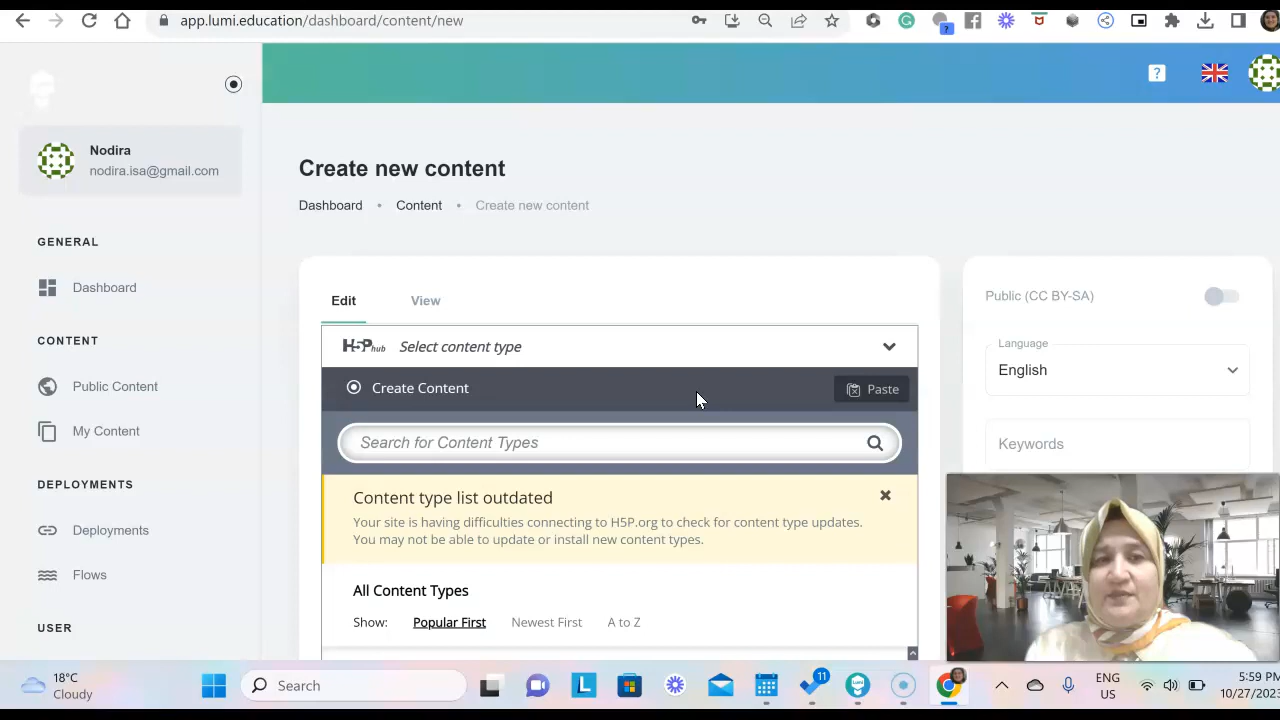 app.lumi.education/dashboard/content/new
?
?
Nodira
nodira.isa@gmail.com
GENERAL
Dashboard
CONTENT
Public Content
My Content
DEPLOYMENTS
Deployments
Flows
USER
Create new content
Dashboard • Content • Create new content
Edit View
H5P hub Select content type
Create Content Paste
Search for Content Types
Content type list outdated
Your site is having difficulties connecting to H5P.org to check for content type updates.
You may not be able to update or install new content types.
All Content Types
Show: Popular First Newest First A to Z
Public (CC BY-SA)
Language
English
Keywords
18°C
Cloudy
Search
L
11
Lumi
ENG
US
5:59 PM
10/27/2023